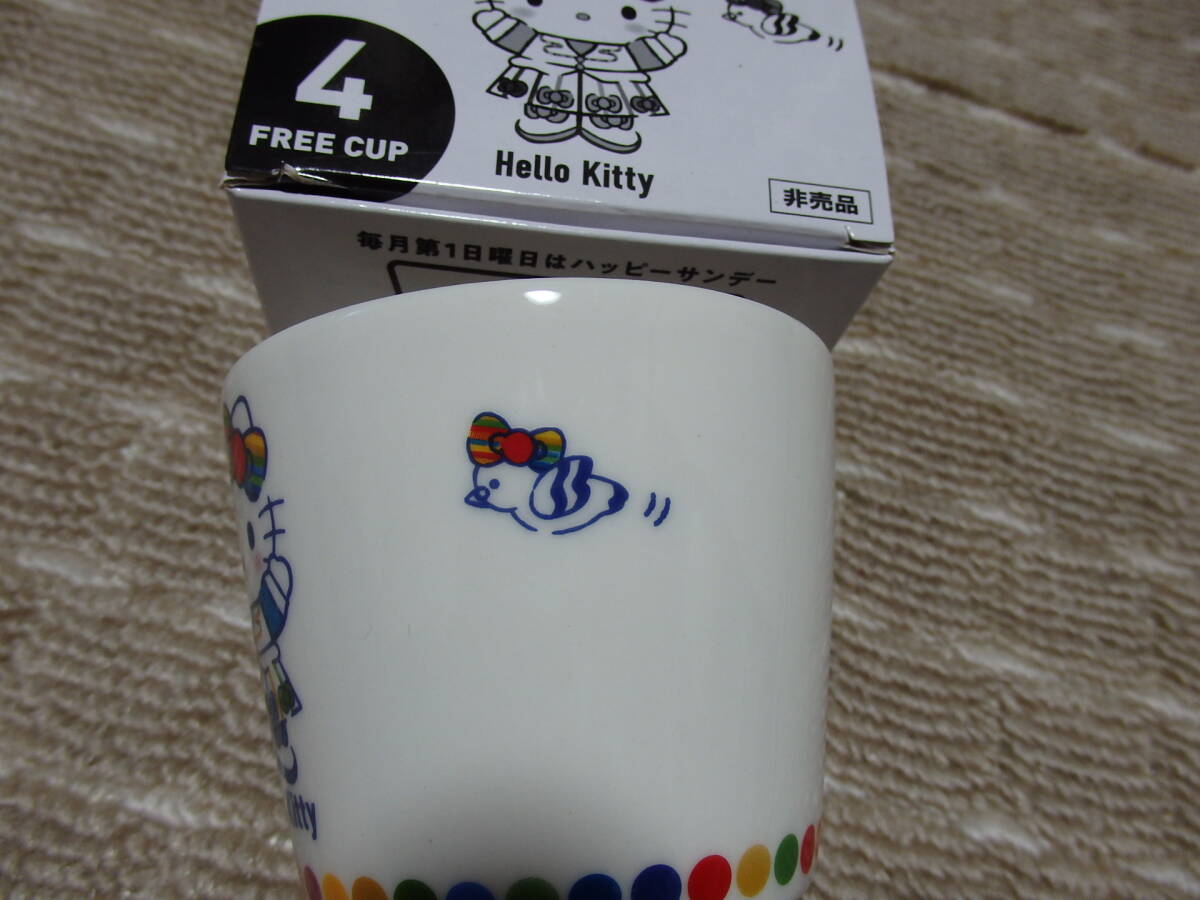 4
FREE CUP
Hello Kitty
非売品
毎月第1日曜日はハッピーサンデー
itty